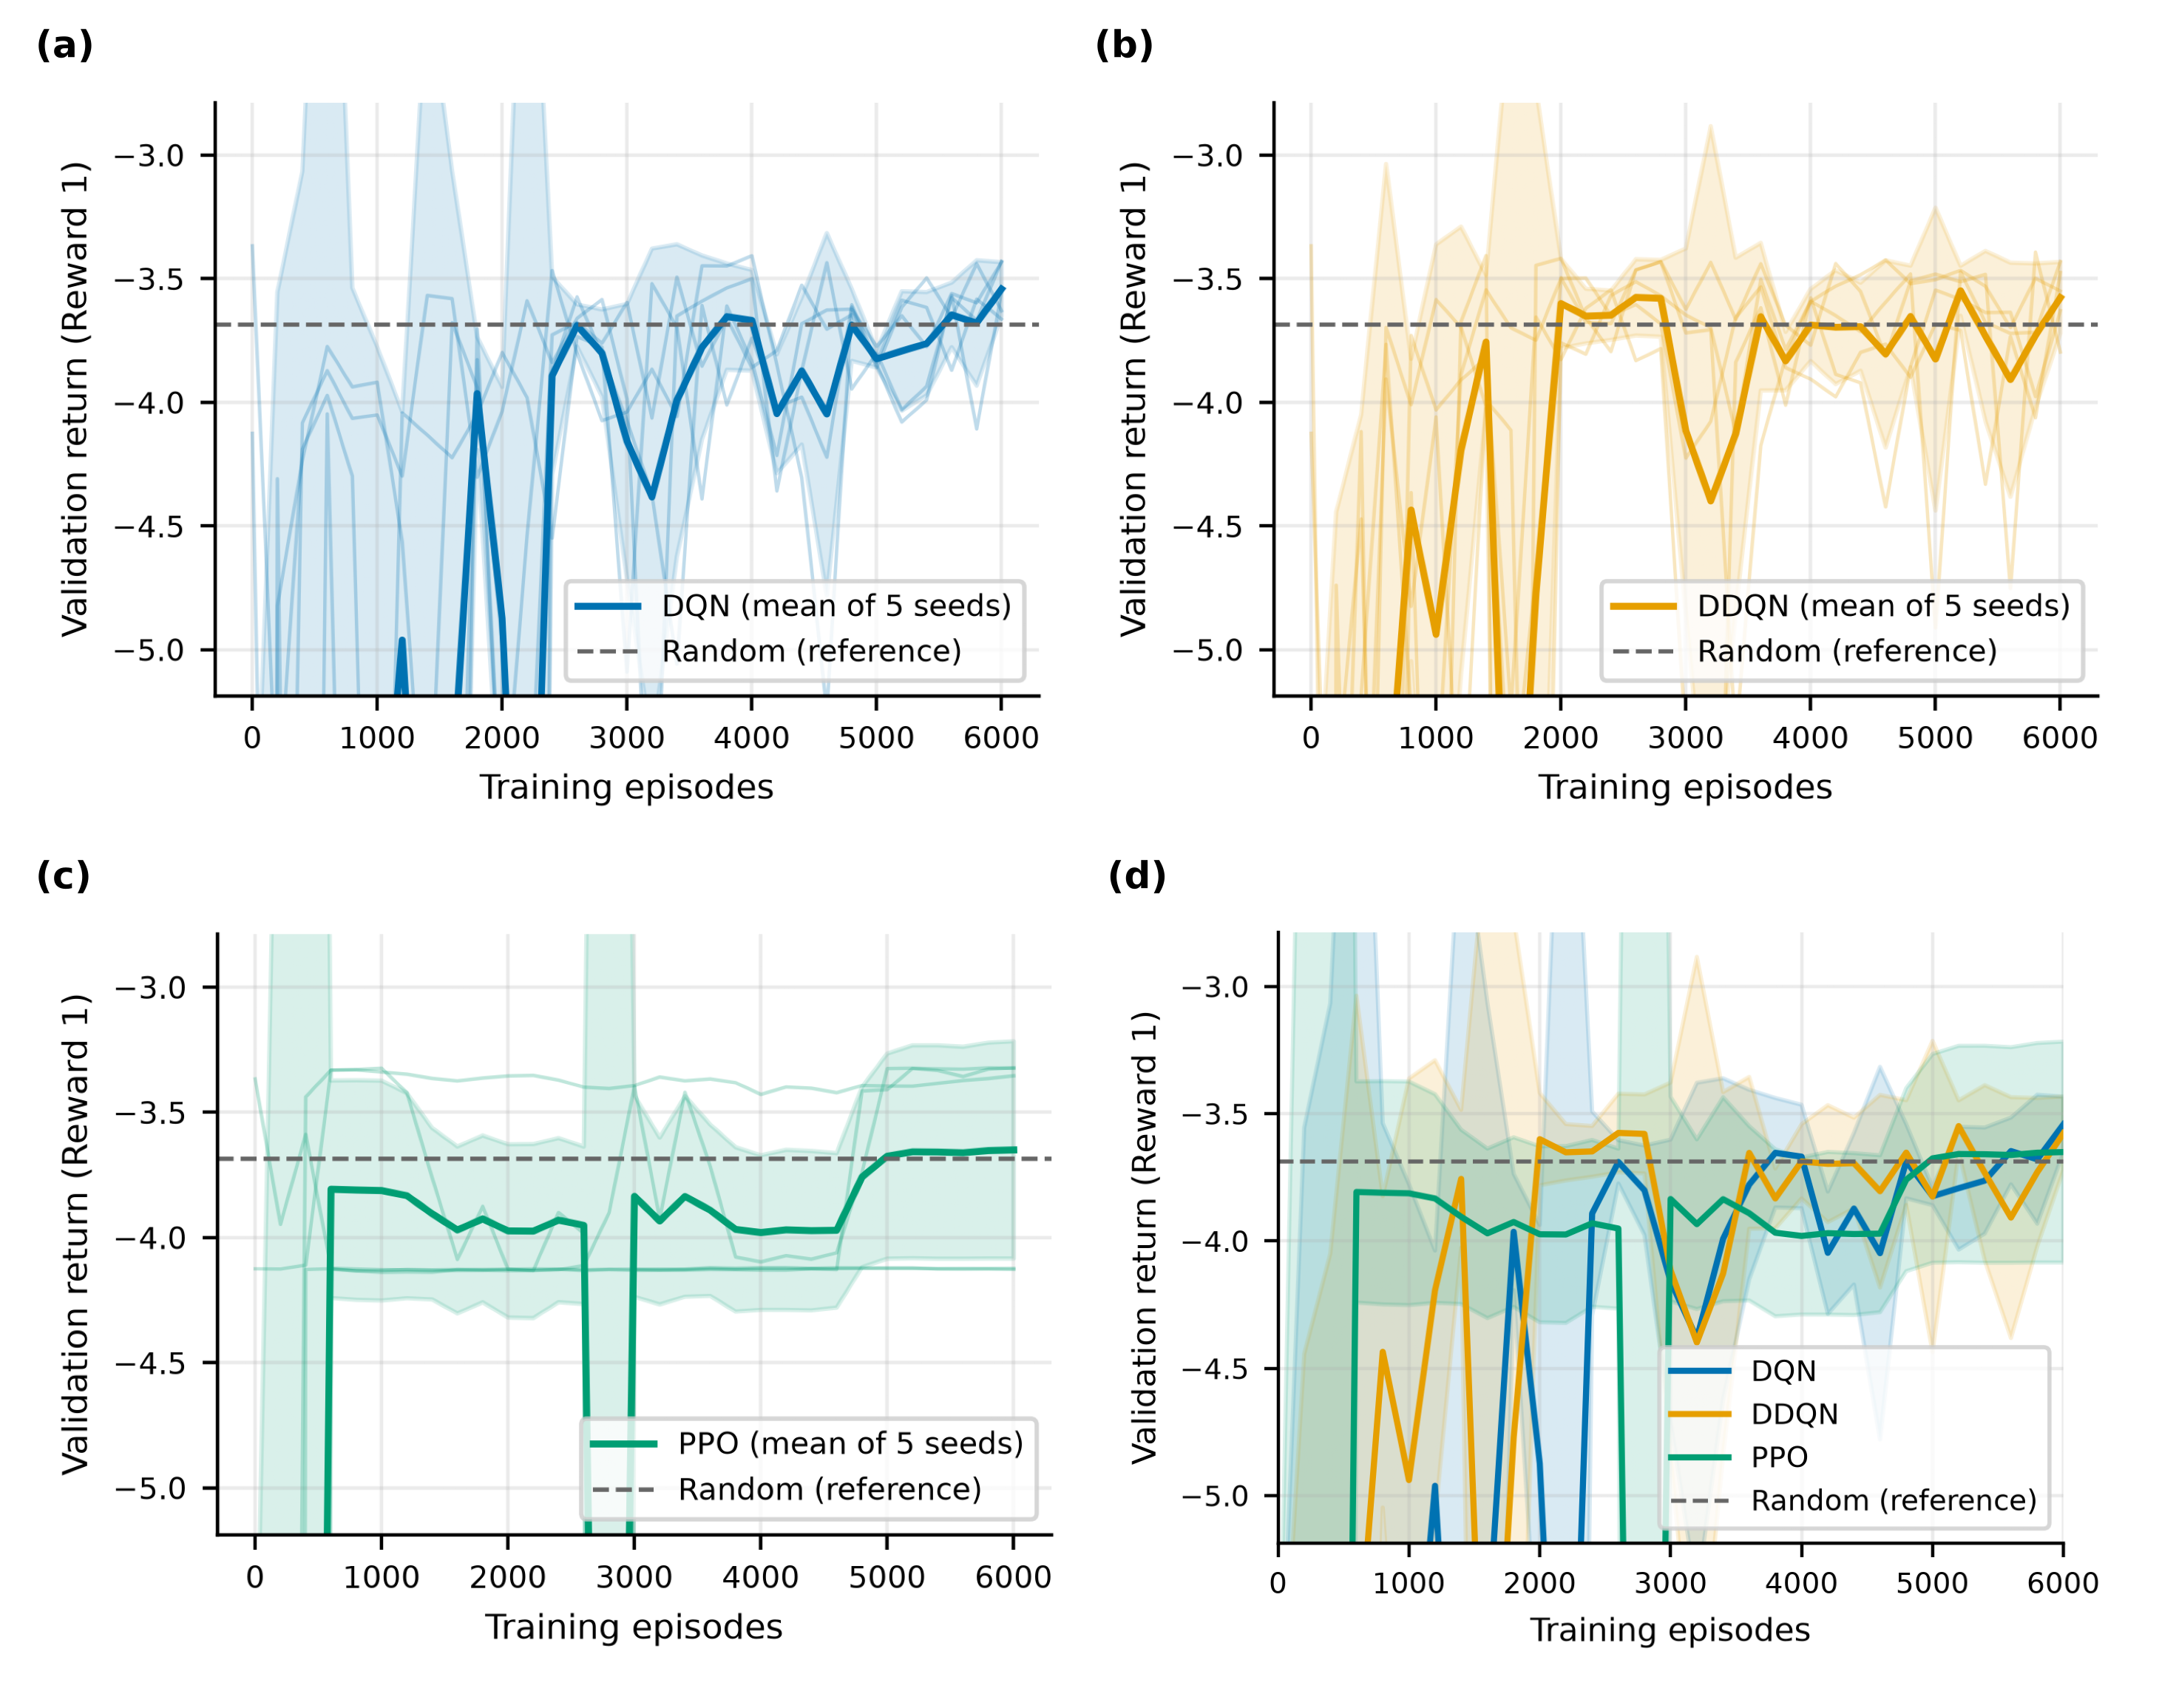 (a)
Validation return (Reward 1)
−3.0
−3.5
−4.0
−4.5
−5.0
DQN (mean of 5 seeds)
Random (reference)
0 1000 2000 3000 4000 5000 6000
Training episodes
(b)
Validation return (Reward 1)
−3.0
−3.5
−4.0
−4.5
−5.0
DDQN (mean of 5 seeds)
Random (reference)
0 1000 2000 3000 4000 5000 6000
Training episodes
(c)
Validation return (Reward 1)
−3.0
−3.5
−4.0
−4.5
−5.0
PPO (mean of 5 seeds)
Random (reference)
0 1000 2000 3000 4000 5000 6000
Training episodes
(d)
Validation return (Reward 1)
−3.0
−3.5
−4.0
−4.5
−5.0
DQN
DDQN
PPO
Random (reference)
0 1000 2000 3000 4000 5000 6000
Training episodes